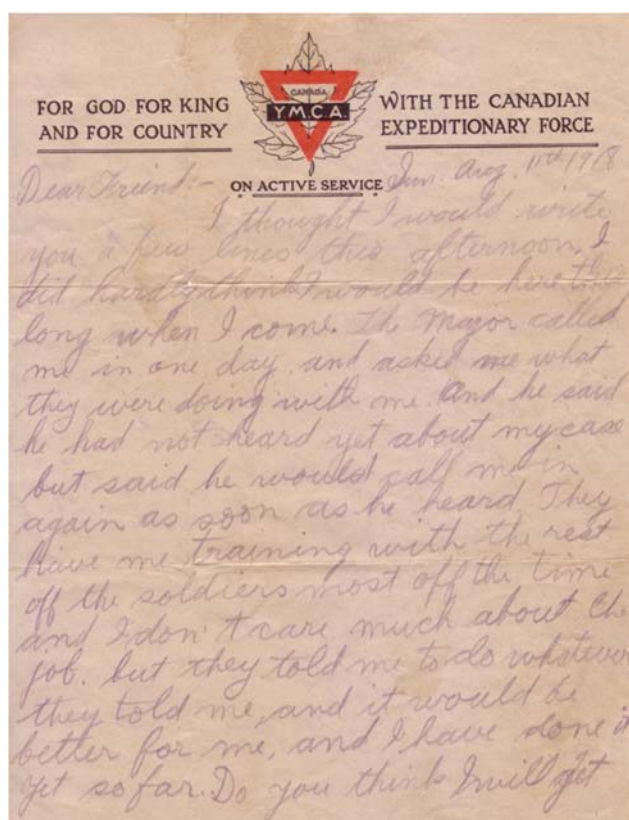 FOR GOD FOR KING
AND FOR COUNTRY
CANADA
Y.M.C.A.
WITH THE CANADIAN
EXPEDITIONARY FORCE
ON ACTIVE SERVICE
Aug. 11th 1918
Dear Friend:-
I thought I would write
you a few lines this afternoon. I
did hardly think I would be here
long when I come. The Major called
me in one day and asked me what
they were doing with me. And he said
he had not heard yet about my case
but said he would call me in
again as soon as he heard. They
have me training with the rest
off the soldiers most off the time
and I don't care much about the
job. but they told me to do whatever
they told me, and it would be
better for me, and I have done it
yet so far. Do you think I will get